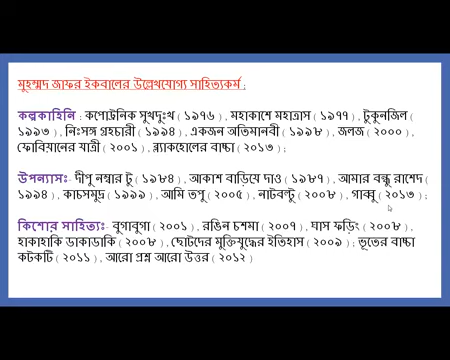 মুহম্মদ জাফর ইকবালের উল্লেখযোগ্য সাহিত্যকর্ম :
কল্পকাহিনি : কপোট্রনিক সুখদুঃখ ( ১৯৭৬ ) , মহাকাশে মহাত্রাস ( ১৯৭৭ ) , টুকুনজিল (
১৯৯৩ ) , নিঃসঙ্গ গ্রহচারী ( ১৯৯৪ ) , একজন অতিমানবী ( ১৯৯৮ ) , জলজ ( ২০০০ ) ,
ফোবিয়ানের যাত্রী ( ২০০১ ) , ব্ল্যাকহোলের বাচ্চা ( ২০১৩ ) ;
উপন্যাসঃ- দীপু নম্বার টু ( ১৯৮৪ ) , আকাশ বাড়িয়ে দাও ( ১৯৮৭ ) , আমার বন্ধু রাশেদ (
১৯৯৪ ) , কাচসমুদ্র ( ১৯৯৯ ) , আমি তপু ( ২০০৫ ) , নাটবল্টু ( ২০০৮ ) , গাব্বু ( ২০১৩ ) ;
কিশোর সাহিত্যঃ- বুগাবুগা ( ২০০১ ) , রঙিন চশমা ( ২০০৭ ) , ঘাস ফড়িং ( ২০০৮ ) ,
হাকাহাকি ডাকাডাকি ( ২০০৮ ) , ছোটদের মুক্তিযুদ্ধের ইতিহাস ( ২০০৯ ) ; ভূতের বাচ্চা
কটকটি ( ২০১১ ) , আরো প্রশ্ন আরো উত্তর ( ২০১২ )